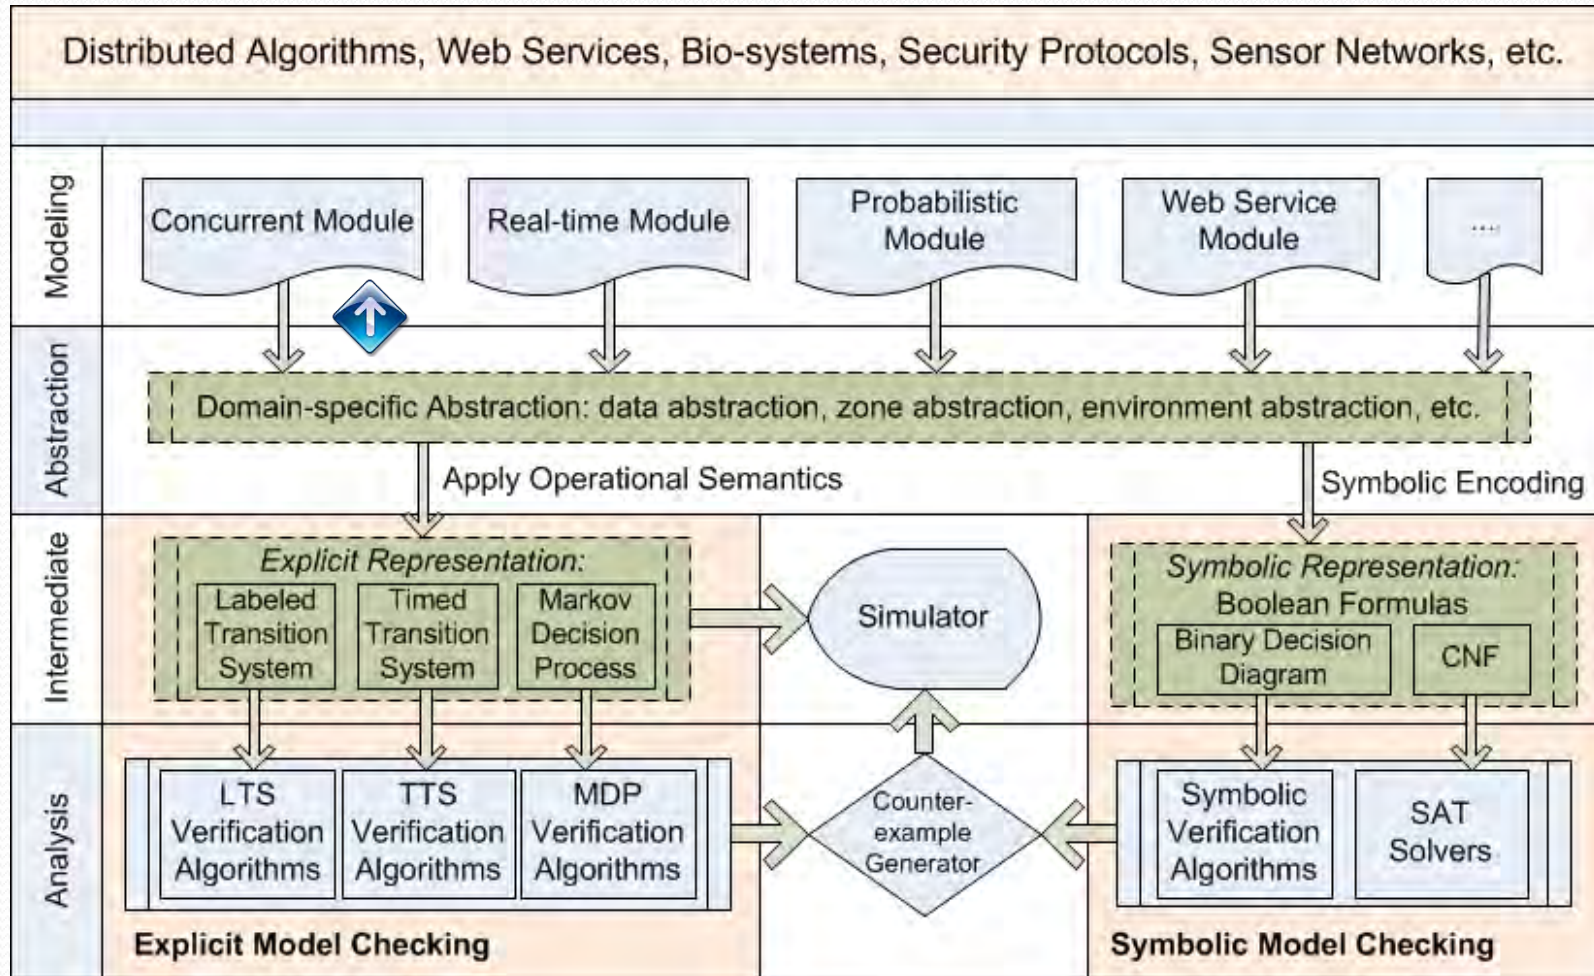 Distributed Algorithms, Web Services, Bio-systems, Security Protocols, Sensor Networks, etc.
Modeling
Concurrent Module
Real-time Module
Probabilistic
Module
Web Service
Module
....
Abstraction
Domain-specific Abstraction: data abstraction, zone abstraction, environment abstraction, etc.
Apply Operational Semantics
Symbolic Encoding
Intermediate
Explicit Representation:
Labeled
Transition
System
Timed
Transition
System
Markov
Decision
Process
Simulator
Symbolic Representation:
Boolean Formulas
Binary Decision
Diagram
CNF
Analysis
LTS
Verification
Algorithms
TTS
Verification
Algorithms
MDP
Verification
Algorithms
Counter-
example
Generator
Symbolic
Verification
Algorithms
SAT
Solvers
Explicit Model Checking
Symbolic Model Checking